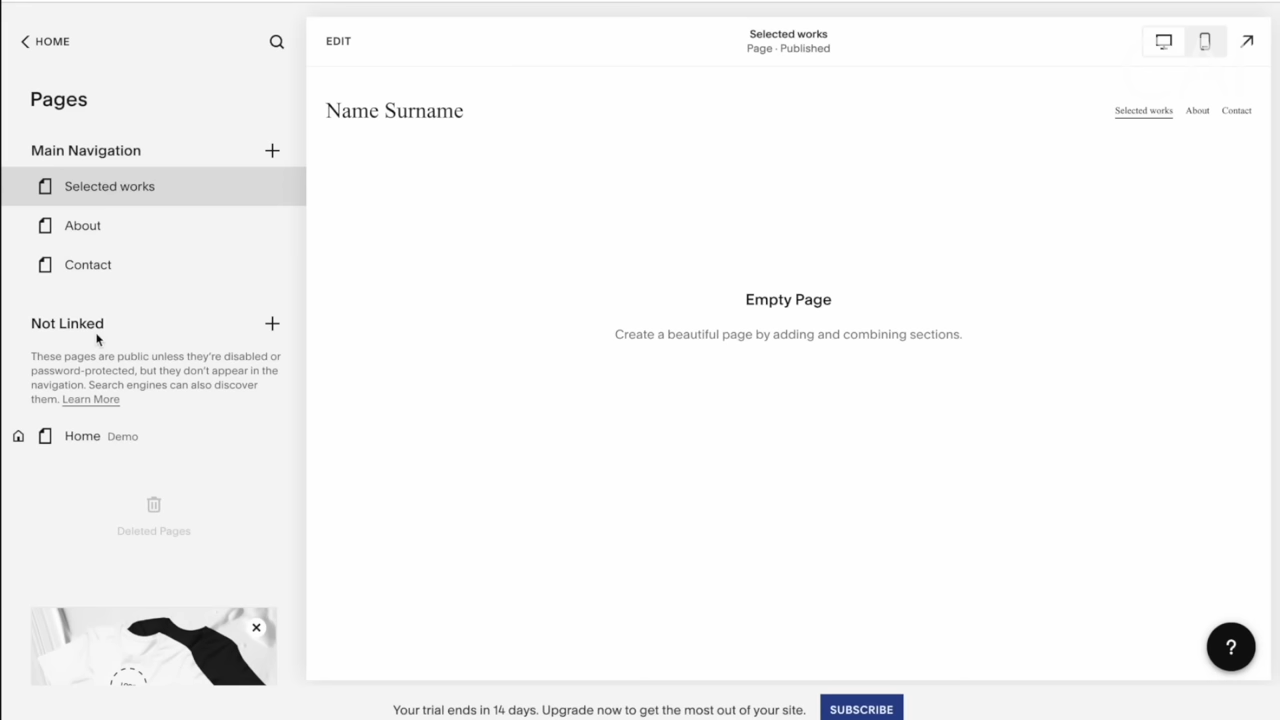 HOME
Pages
Main Navigation
Selected works
About
Contact
Not Linked
These pages are public unless they're disabled or
password-protected, but they don't appear in the
navigation. Search engines can also discover
them. Learn More
Home Demo
Deleted Pages
EDIT
Selected works
Page · Published
Name Surname
Selected works About Contact
Empty Page
Create a beautiful page by adding and combining sections.
?
Your trial ends in 14 days. Upgrade now to get the most out of your site.
SUBSCRIBE